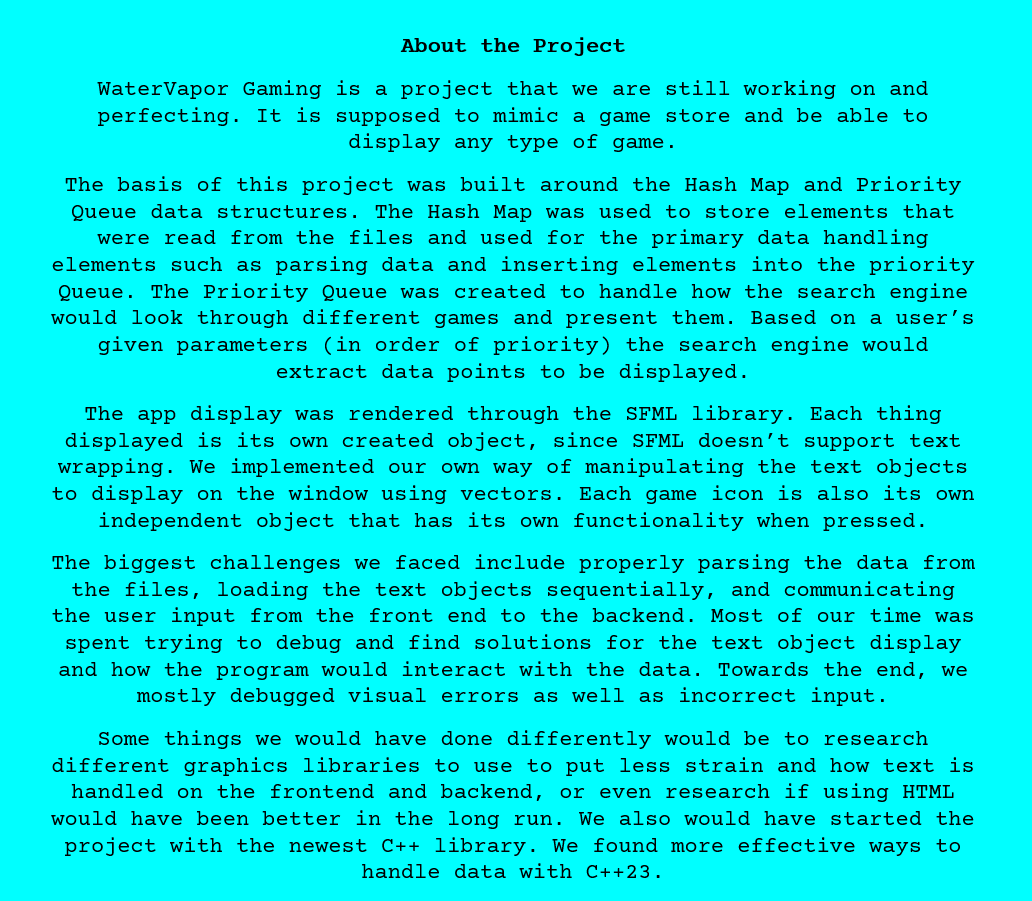 About the Project
WaterVapor Gaming is a project that we are still working on and
perfecting. It is supposed to mimic a game store and be able to
display any type of game.
The basis of this project was built around the Hash Map and Priority
Queue data structures. The Hash Map was used to store elements that
were read from the files and used for the primary data handling
elements such as parsing data and inserting elements into the priority
Queue. The Priority Queue was created to handle how the search engine
would look through different games and present them. Based on a user’s
given parameters (in order of priority) the search engine would
extract data points to be displayed.
The app display was rendered through the SFML library. Each thing
displayed is its own created object, since SFML doesn’t support text
wrapping. We implemented our own way of manipulating the text objects
to display on the window using vectors. Each game icon is also its own
independent object that has its own functionality when pressed.
The biggest challenges we faced include properly parsing the data from
the files, loading the text objects sequentially, and communicating
the user input from the front end to the backend. Most of our time was
spent trying to debug and find solutions for the text object display
and how the program would interact with the data. Towards the end, we
mostly debugged visual errors as well as incorrect input.
Some things we would have done differently would be to research
different graphics libraries to use to put less strain and how text is
handled on the frontend and backend, or even research if using HTML
would have been better in the long run. We also would have started the
project with the newest C++ library. We found more effective ways to
handle data with C++23.